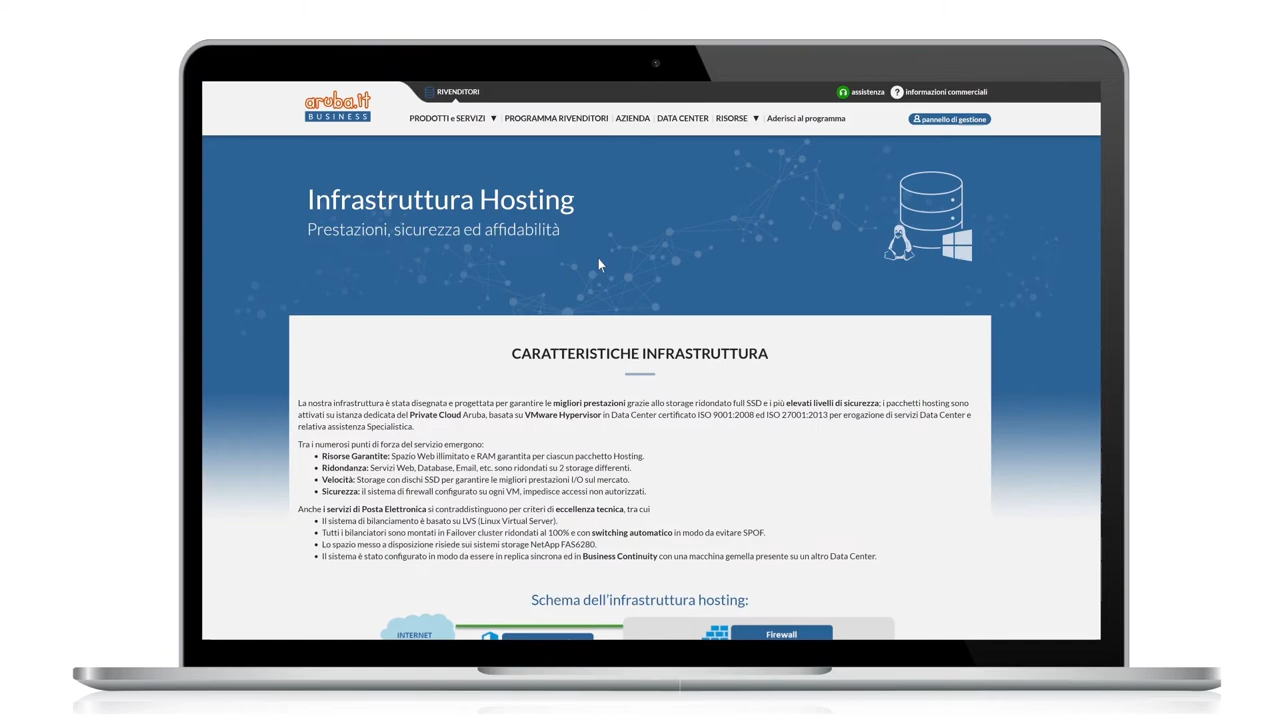 aruba.it
BUSINESS
RIVENDITORI
assistenza
? informazioni commerciali
PRODOTTI e SERVIZI ▼ PROGRAMMA RIVENDITORI AZIENDA DATA CENTER RISORSE ▼ Aderisci al programma
pannello di gestione
Infrastruttura Hosting
Prestazioni, sicurezza ed affidabilità
CARATTERISTICHE INFRASTRUTTURA
La nostra infrastruttura è stata disegnata e progettata per garantire le migliori prestazioni grazie allo storage ridondato full SSD e i più elevati livelli di sicurezza; i pacchetti hosting sono
attivati su istanza dedicata del Private Cloud Aruba, basata su VMware Hypervisor in Data Center certificato ISO 9001:2008 ed ISO 27001:2013 per erogazione di servizi Data Center e
relativa assistenza Specialistica.
Tra i numerosi punti di forza del servizio emergono:
• Risorse Garantite: Spazio Web illimitato e RAM garantita per ciascun pacchetto Hosting.
• Ridondanza: Servizi Web, Database, Email, etc. sono ridondati su 2 storage differenti.
• Velocità: Storage con dischi SSD per garantire le migliori prestazioni I/O sul mercato.
• Sicurezza: il sistema di firewall configurato su ogni VM, impedisce accessi non autorizzati.
Anche i servizi di Posta Elettronica si contraddistinguono per criteri di eccellenza tecnica, tra cui
• Il sistema di bilanciamento è basato su LVS (Linux Virtual Server).
• Tutti i bilanciatori sono montati in Failover cluster ridondati al 100% e con switching automatico in modo da evitare SPOF.
• Lo spazio messo a disposizione risiede sui sistemi storage NetApp FAS6280.
• Il sistema è stato configurato in modo da essere in replica sincrona ed in Business Continuity con una macchina gemella presente su un altro Data Center.
Schema dell'infrastruttura hosting:
INTERNET
Firewall